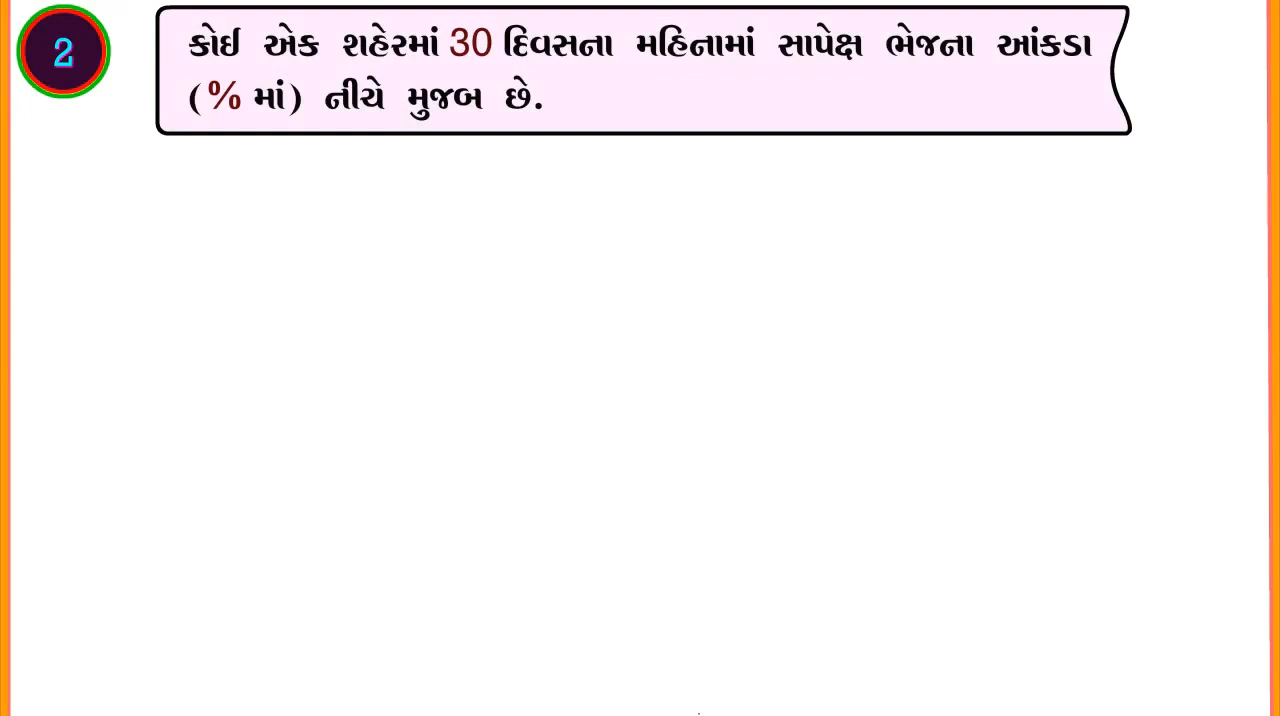 2
કોઈ એક શહેરમાં 30 દિવસના મહિનામાં સાપેક્ષ ભેજના આંકડા
(% માં) નીચે મુજબ છે.